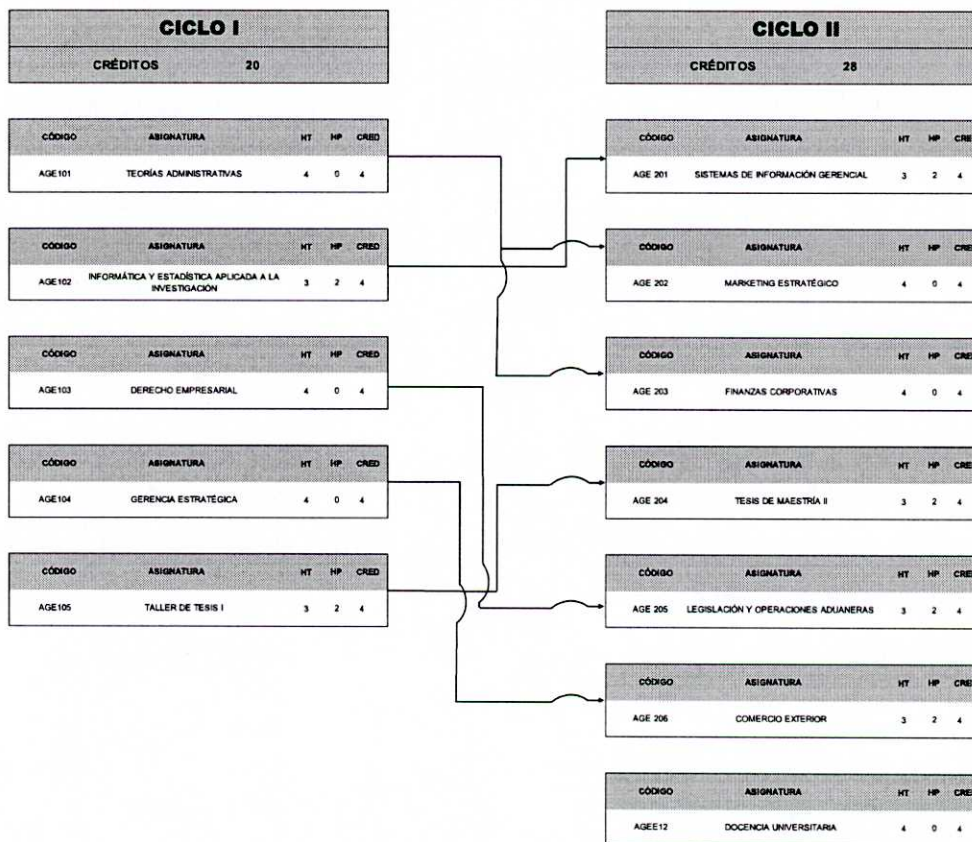 CICLO I
CRÉDITOS 20
CÓDIGO ASIGNATURA HT HP CRED
AGE101 TEORÍAS ADMINISTRATIVAS 4 0 4
CÓDIGO ASIGNATURA HT HP CRED
AGE102 INFORMÁTICA Y ESTADÍSTICA APLICADA A LA
INVESTIGACIÓN 3 2 4
CÓDIGO ASIGNATURA HT HP CRED
AGE103 DERECHO EMPRESARIAL 4 0 4
CÓDIGO ASIGNATURA HT HP CRED
AGE104 GERENCIA ESTRATÉGICA 4 0 4
CÓDIGO ASIGNATURA HT HP CRED
AGE105 TALLER DE TESIS I 3 2 4
CICLO II
CRÉDITOS 28
CÓDIGO ASIGNATURA HT HP CRE
AGE 201 SISTEMAS DE INFORMACIÓN GERENCIAL 3 2 4
CÓDIGO ASIGNATURA HT HP CRE
AGE 202 MARKETING ESTRATÉGICO 4 0 4
CÓDIGO ASIGNATURA HT HP CRE
AGE 203 FINANZAS CORPORATIVAS 4 0 4
CÓDIGO ASIGNATURA HT HP CRE
AGE 204 TESIS DE MAESTRÍA II 3 2 4
CÓDIGO ASIGNATURA HT HP CRE
AGE 205 LEGISLACIÓN Y OPERACIONES ADUANERAS 3 2 4
CÓDIGO ASIGNATURA HT HP CRE
AGE 206 COMERCIO EXTERIOR 3 2 4
CÓDIGO ASIGNATURA HT HP CRE
AGEE12 DOCENCIA UNIVERSITARIA 4 0 4